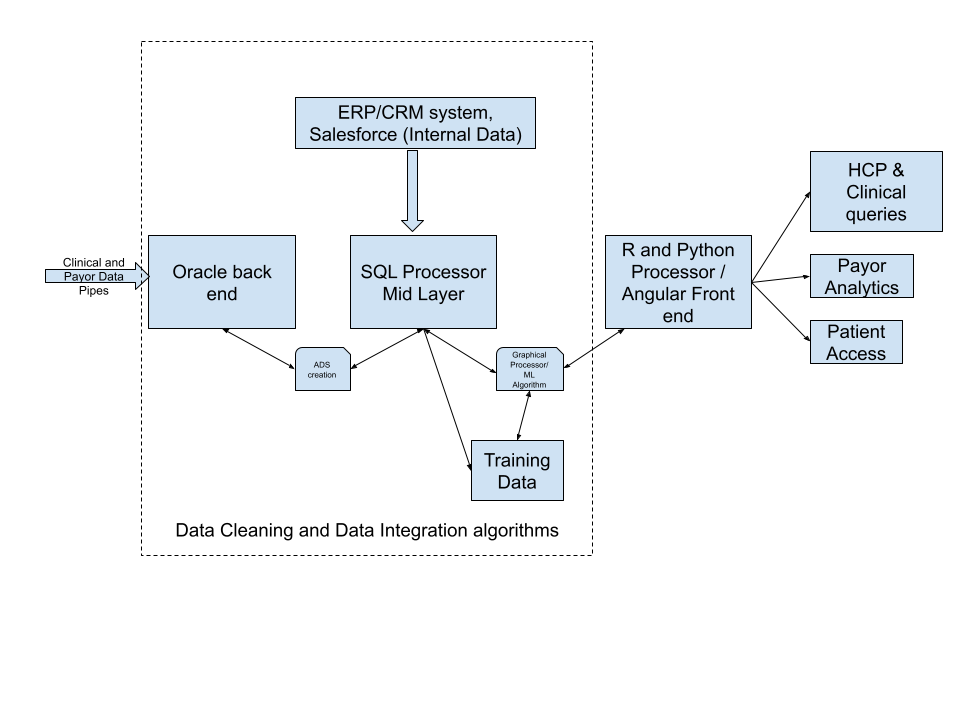 ERP/CRM system,
Salesforce (Internal Data)
HCP &
Clinical
queries
Clinical and
Payor Data
Pipes
Oracle back
end
SQL Processor
Mid Layer
R and Python
Processor /
Angular Front
end
Payor
Analytics
Patient
Access
ADS
creation
Graphical
Processor/
ML
Algorithm
Training
Data
Data Cleaning and Data Integration algorithms